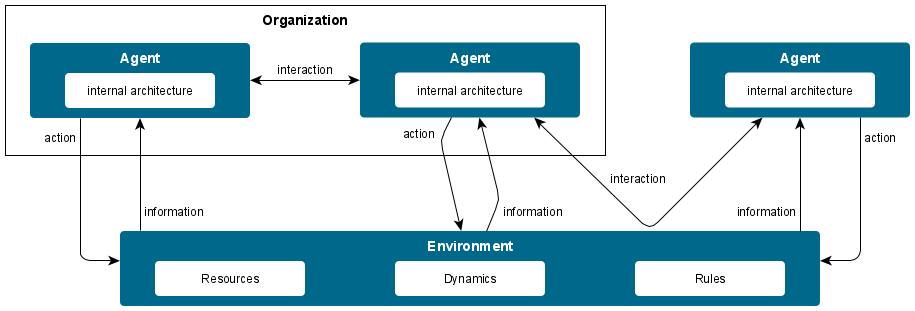 Organization
Agent
internal architecture
interaction
Agent
internal architecture
Agent
internal architecture
action
action
action
interaction
information
information
information
Environment
Resources
Dynamics
Rules